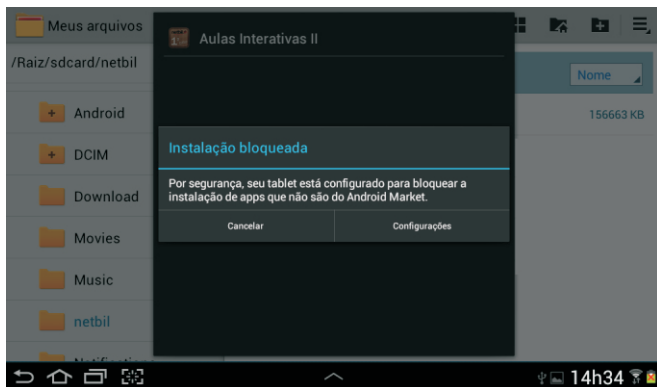 Meus arquivos
Aulas Interativas II
/Raiz/sdcard/netbil
Nome
Android
156663 KB
DCIM
Instalação bloqueada
Por segurança, seu tablet está configurado para bloquear a
instalação de apps que não são do Android Market.
Download
Cancelar
Configurações
Movies
Music
netbil
14h34